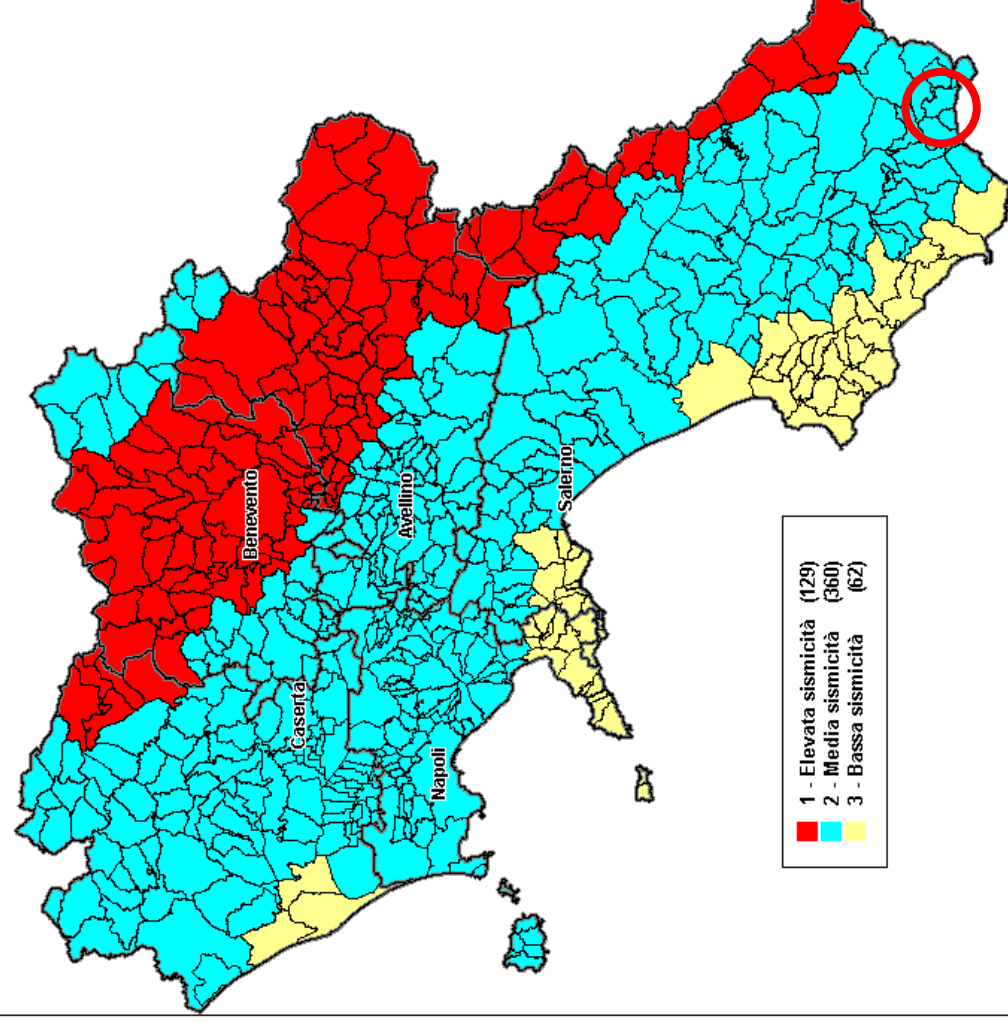 Benevento
Avellino
Salerno
Caserta
Napoli
1 - Elevata sismicità (129)
2 - Media sismicità (360)
3 - Bassa sismicità (62)